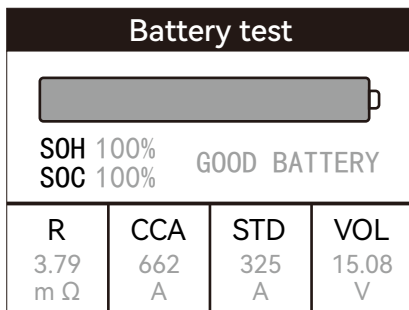 Battery test
SOH 100%
SOC 100%
GOOD BATTERY
R CCA STD VOL
3.79 662 325 15.08
m Ω A A V